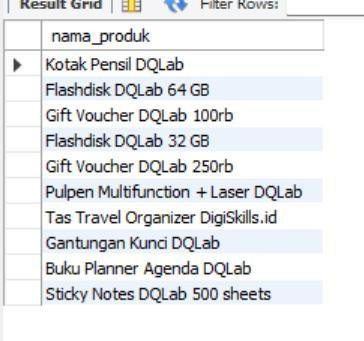 Result Grid Filter Rows:
nama_produk
Kotak Pensil DQLab
Flashdisk DQLab 64 GB
Gift Voucher DQLab 100rb
Flashdisk DQLab 32 GB
Gift Voucher DQLab 250rb
Pulpen Multifunction + Laser DQLab
Tas Travel Organizer DigiSkills.id
Gantungan Kunci DQLab
Buku Planner Agenda DQLab
Sticky Notes DQLab 500 sheets